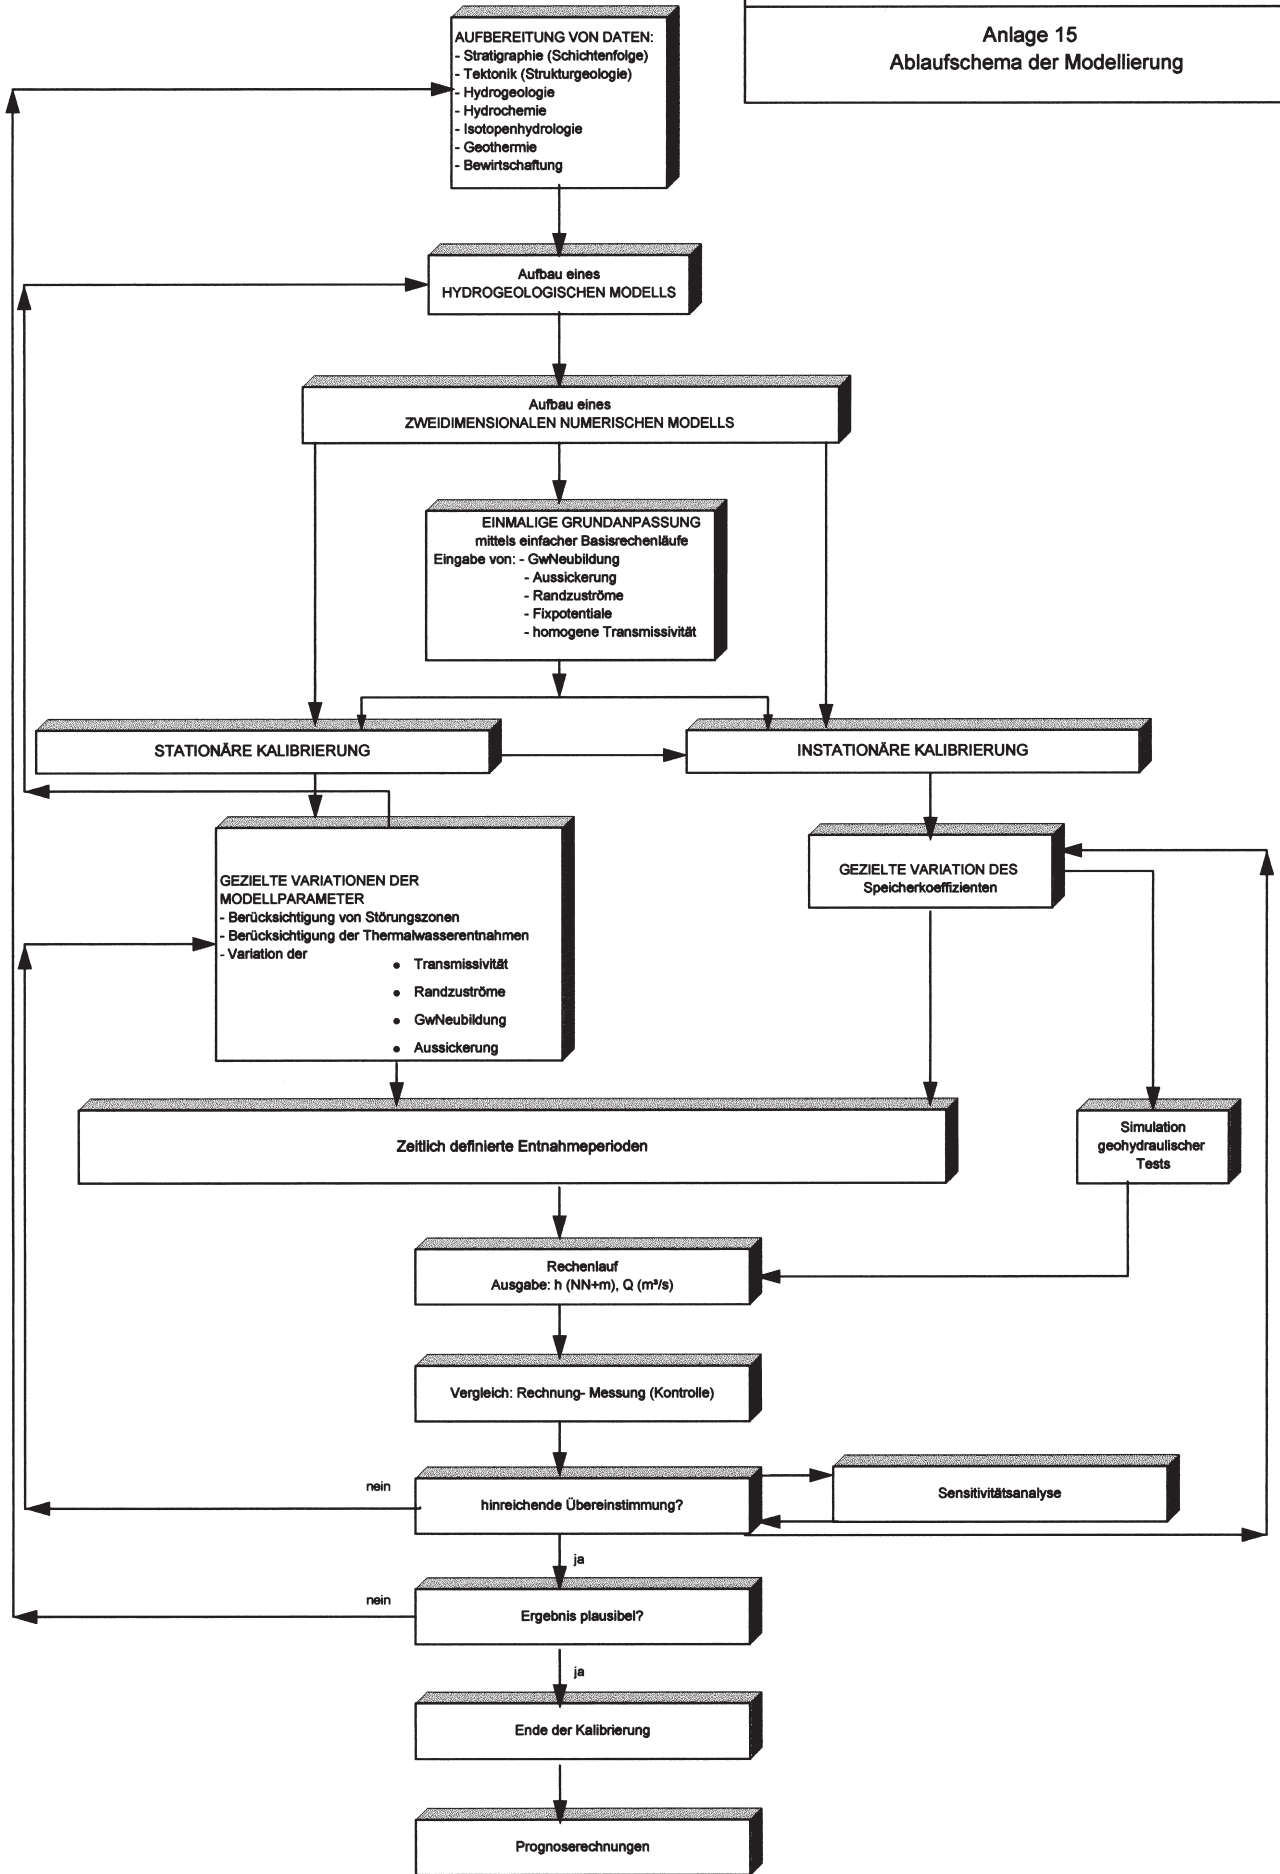 Anlage 15
Ablaufschema der Modellierung
AUFBEREITUNG VON DATEN:
- Stratigraphie (Schichtenfolge)
- Tektonik (Strukturgeologie)
- Hydrogeologie
- Hydrochemie
- Isotopenhydrologie
- Geothermie
- Bewirtschaftung
Aufbau eines
HYDROGEOLOGISCHEN MODELLS
Aufbau eines
ZWEIDIMENSIONALEN NUMERISCHEN MODELLS
EINMALIGE GRUNDANPASSUNG
mittels einfacher Basisrechenläufe
Eingabe von: - GwNeubildung
- Aussickerung
- Randzuströme
- Fixpotentiale
- homogene Transmissivität
STATIONÄRE KALIBRIERUNG
INSTATIONÄRE KALIBRIERUNG
GEZIELTE VARIATIONEN DER
MODELLPARAMETER
- Berücksichtigung von Störungszonen
- Berücksichtigung der Thermalwasserentnahmen
- Variation der
• Transmissivität
• Randzuströme
• GwNeubildung
• Aussickerung
GEZIELTE VARIATION DES
Speicherkoeffizienten
Zeitlich definierte Entnahmeperioden
Simulation
geohydraulischer
Tests
Rechenlauf
Ausgabe: h (NN+m), Q (m³/s)
Vergleich: Rechnung- Messung (Kontrolle)
nein
hinreichende Übereinstimmung?
Sensitivitätsanalyse
ja
nein
Ergebnis plausibel?
ja
Ende der Kalibrierung
Prognoserechnungen